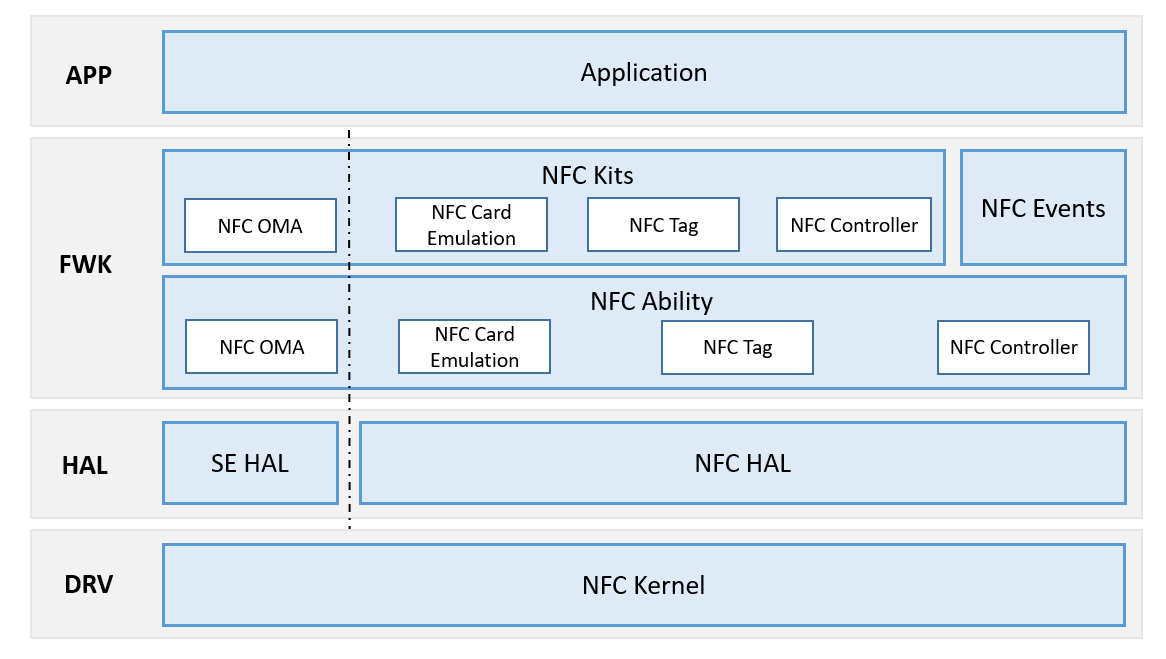 APP
Application
FWK
NFC Kits
NFC OMA
NFC Card
Emulation
NFC Tag
NFC Controller
NFC Events
NFC Ability
NFC OMA
NFC Card
Emulation
NFC Tag
NFC Controller
HAL
SE HAL
NFC HAL
DRV
NFC Kernel